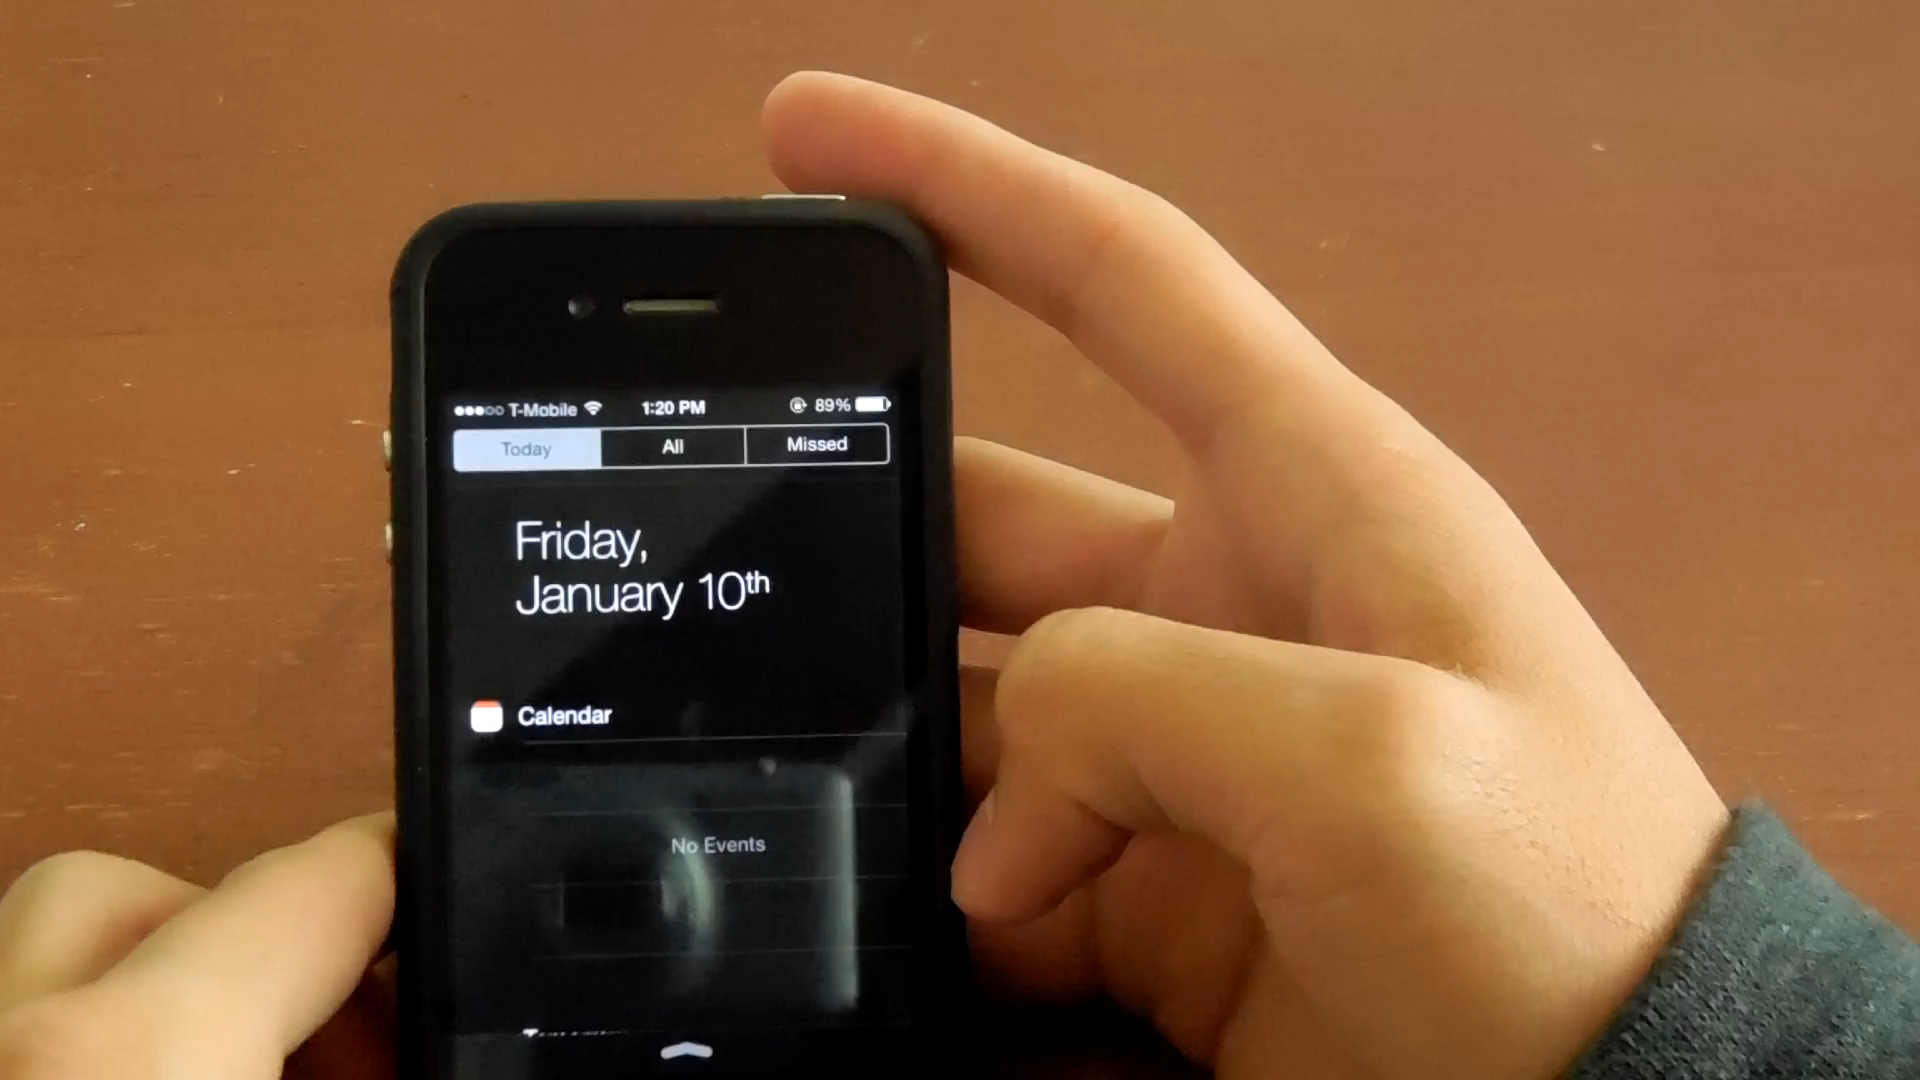 T-Mobile 1:20 PM 89%
Today All Missed
Friday,
January 10th
Calendar
No Events